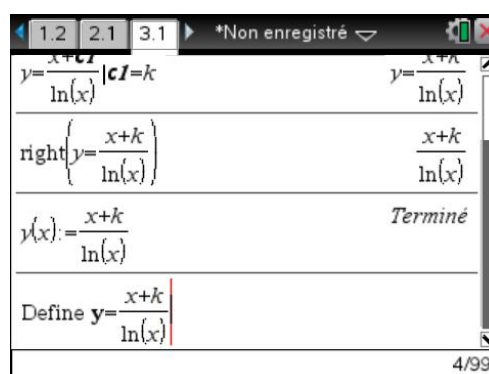 1.2 2.1 3.1 *Non enregistré
y=x+c1/ln(x)|c1=k y=x+k/ln(x)
right(y=x+k/ln(x)) x+k/ln(x)
y(x):=x+k/ln(x) Terminé
Define y=x+k/ln(x)
4/99